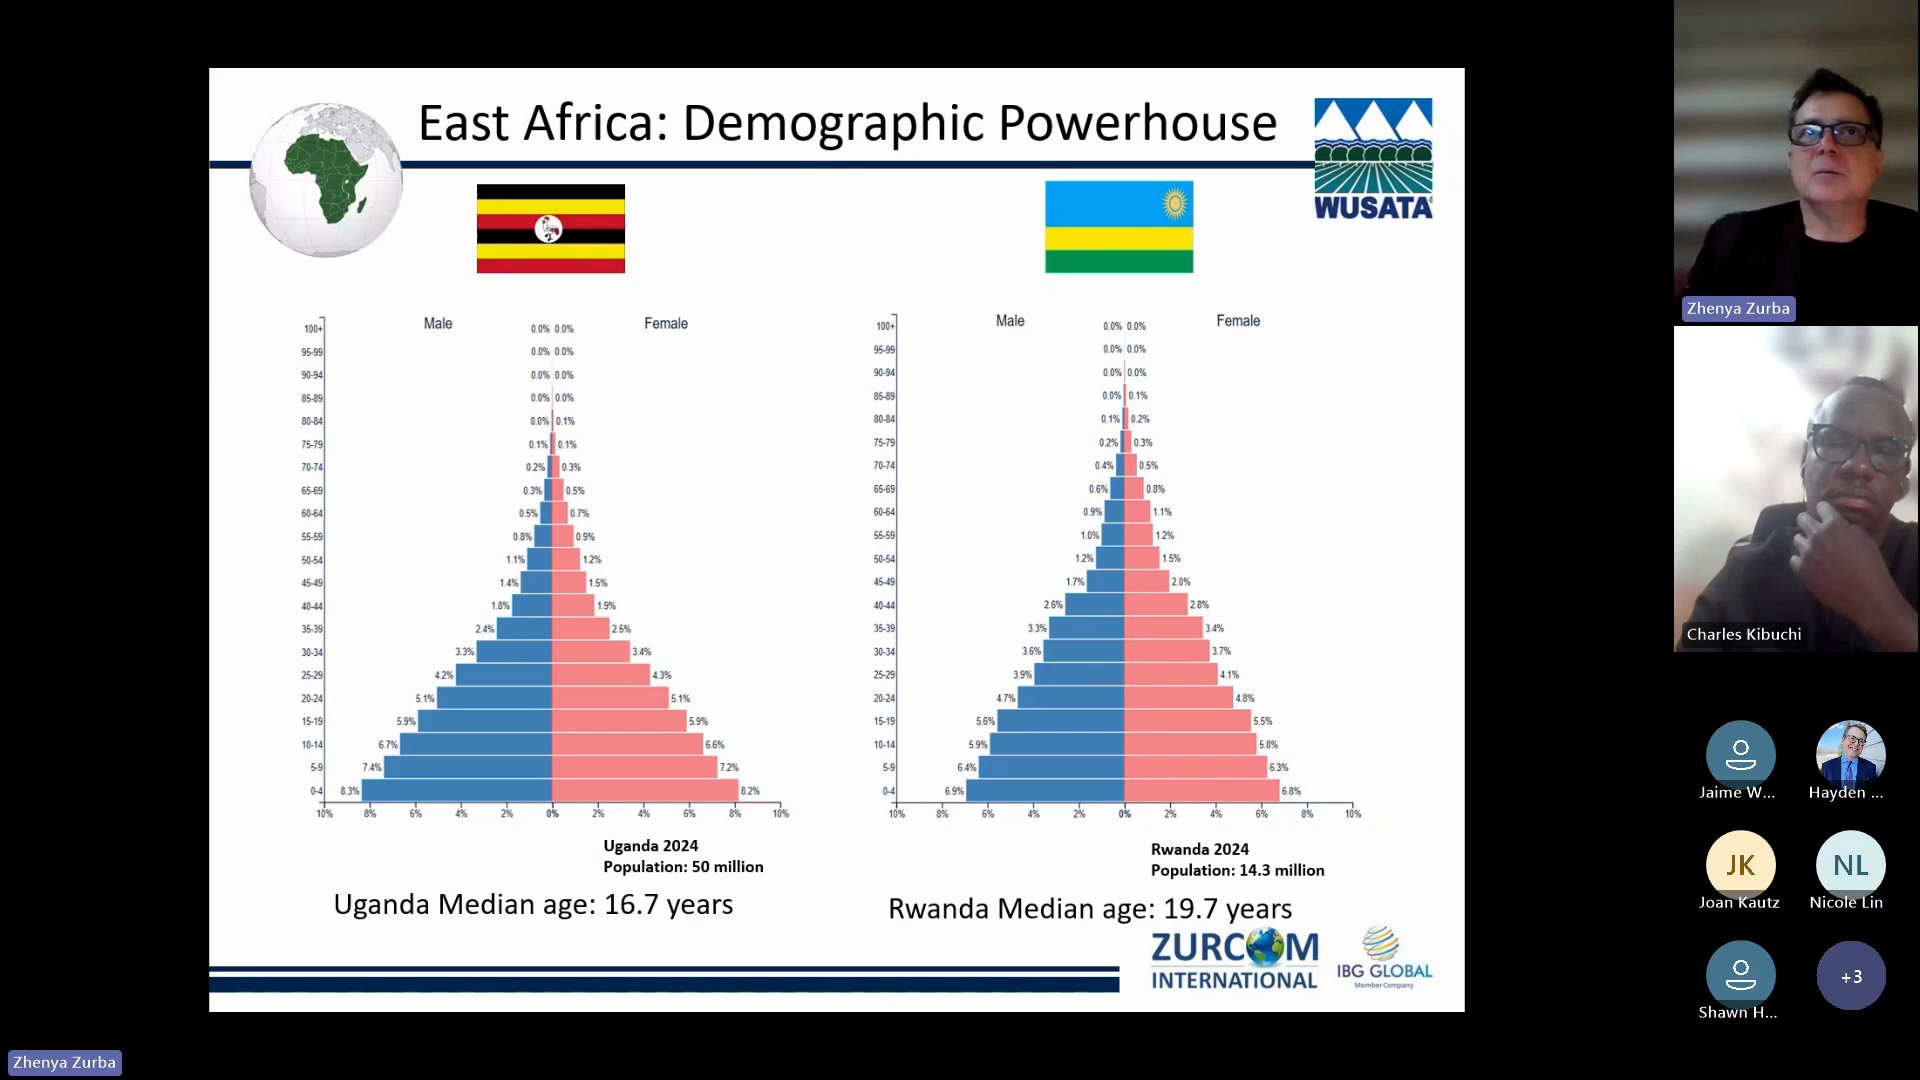 East Africa: Demographic Powerhouse
WUSATA
Male
Female
100+ 0.0% 0.0%
95-99 0.0% 0.0%
90-94 0.0% 0.0%
85-89 0.0% 0.0%
80-84 0.0% 0.1%
75-79 0.1% 0.1%
70-74 0.2% 0.3%
65-69 0.3% 0.5%
60-64 0.5% 0.7%
55-59 0.8% 0.9%
50-54 1.1% 1.2%
45-49 1.4% 1.5%
40-44 1.8% 1.9%
35-39 2.4% 2.5%
30-34 3.3% 3.4%
25-29 4.2% 4.3%
20-24 5.1% 5.1%
15-19 5.9% 5.9%
10-14 6.7% 6.6%
5-9 7.4% 7.2%
0-4 8.3% 8.2%
10% 8% 6% 4% 2% 0% 2% 4% 6% 8% 10%
Uganda 2024
Population: 50 million
Uganda Median age: 16.7 years
Male
Female
100+ 0.0% 0.0%
95-99 0.0% 0.0%
90-94 0.0% 0.0%
85-89 0.0% 0.1%
80-84 0.1% 0.2%
75-79 0.2% 0.3%
70-74 0.4% 0.5%
65-69 0.6% 0.8%
60-64 0.9% 1.1%
55-59 1.0% 1.2%
50-54 1.2% 1.5%
45-49 1.7% 2.0%
40-44 2.6% 2.8%
35-39 3.3% 3.4%
30-34 3.6% 3.7%
25-29 3.9% 4.1%
20-24 4.7% 4.8%
15-19 5.6% 5.5%
10-14 5.9% 5.8%
5-9 6.4% 6.3%
0-4 6.9% 6.8%
10% 8% 6% 4% 2% 0% 2% 4% 6% 8% 10%
Rwanda 2024
Population: 14.3 million
Rwanda Median age: 19.7 years
ZURCOM
INTERNATIONAL
IBG GLOBAL
Member Company
Zhenya Zurba
Charles Kibuchi
Jaime W...
Hayden ...
JK
Joan Kautz
NL
Nicole Lin
Shawn H...
+3
Zhenya Zurba